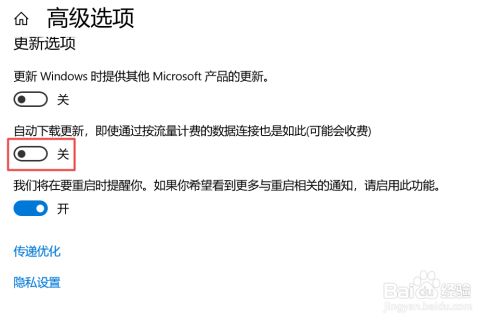 高级选项
更新选项
更新 Windows 时提供其他 Microsoft 产品的更新。
关
自动下载更新，即使通过按流量计费的数据连接也是如此(可能会收费)
关
我们将在要重启时提醒你。如果你希望看到更多与重启相关的通知，请启用此功能。
开
传递优化
隐私设置
Baidu经验
jingyan.baidu.com